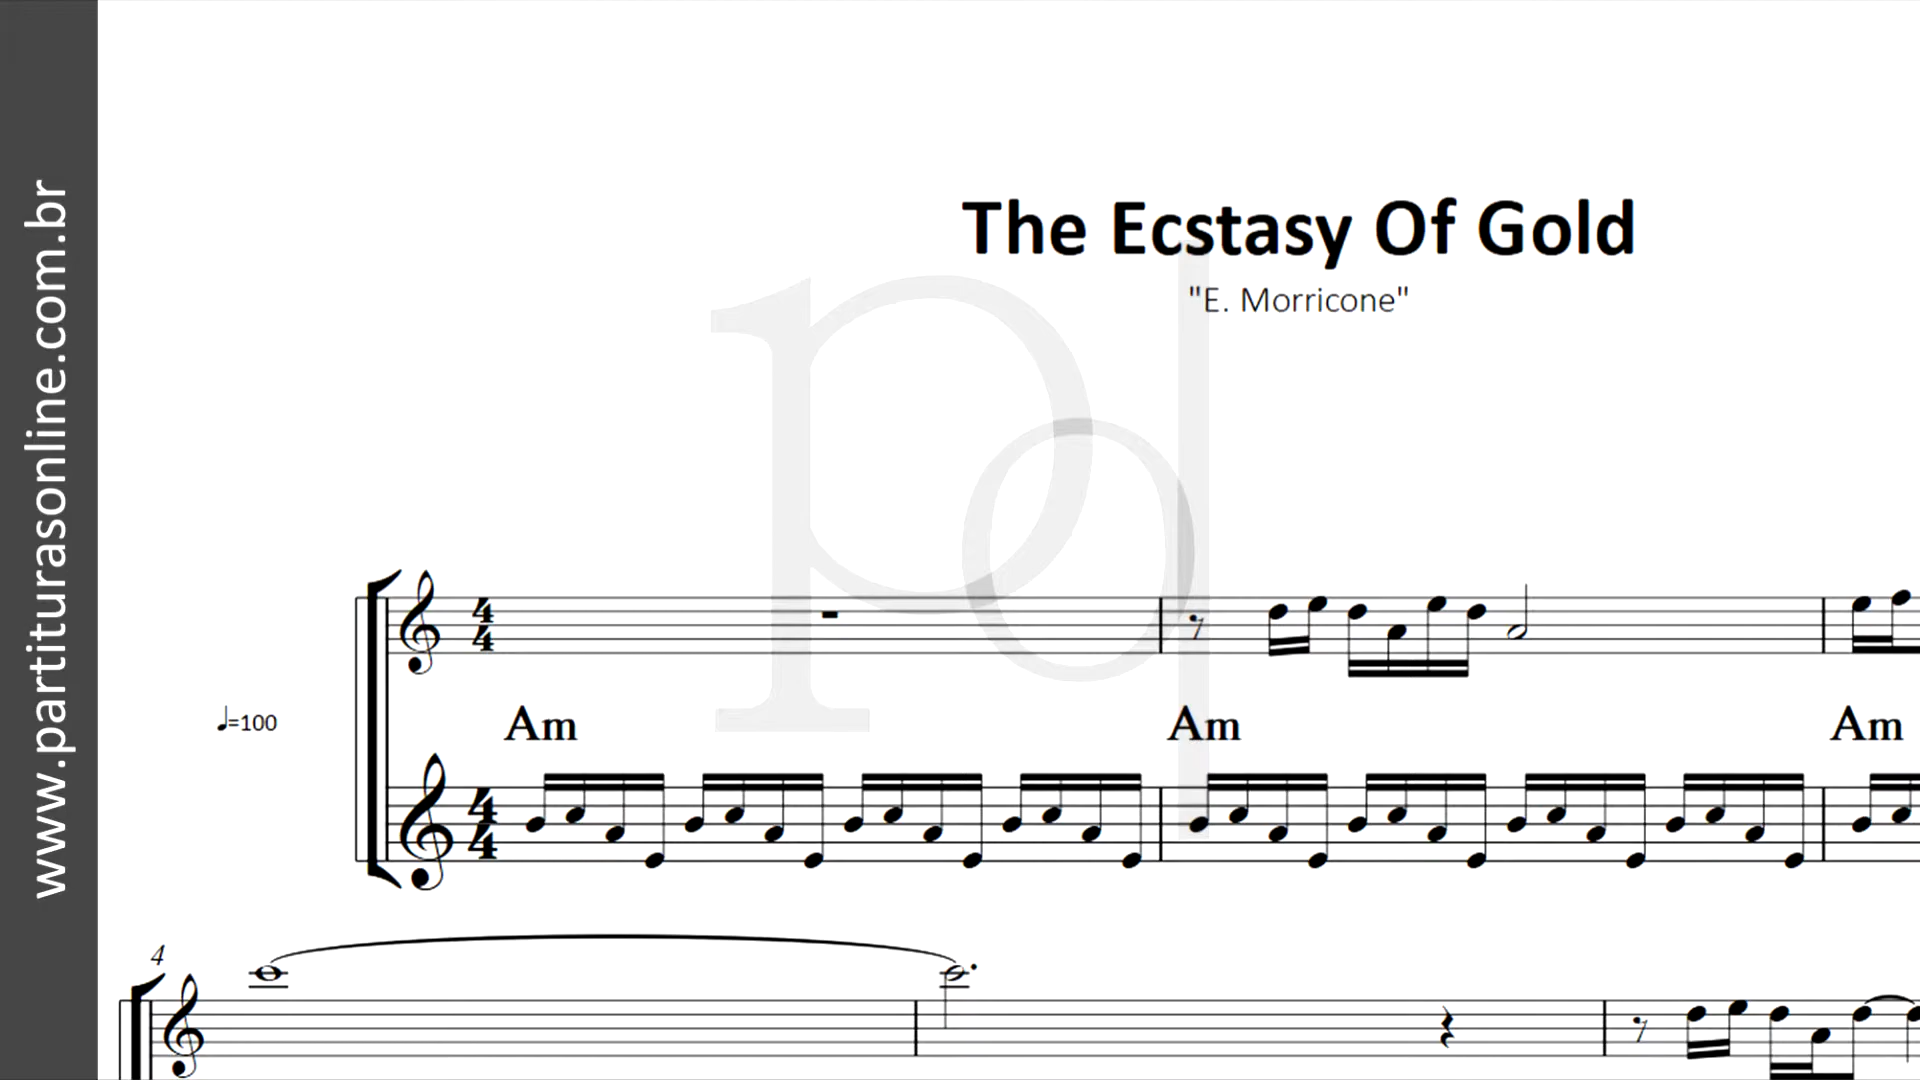 www.partiturasonline.com.br
The Ecstasy Of Gold
"E. Morricone"
♩=100
Am Am Am
4